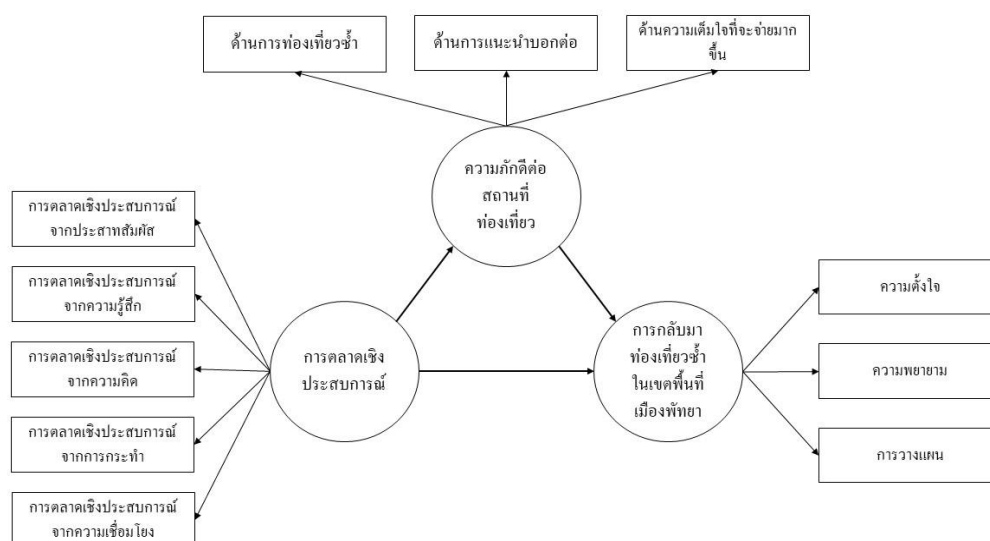 ด้านการท่องเที่ยวซ้ำ
ด้านการแนะนำบอกต่อ
ด้านความเต็มใจที่จะจ่ายมาก
ขึ้น
ความภักดีต่อ
สถานที่
ท่องเที่ยว
การตลาดเชิงประสบการณ์
จากประสาทสัมผัส
การตลาดเชิงประสบการณ์
จากความรู้สึก
การตลาดเชิงประสบการณ์
จากความคิด
การตลาดเชิงประสบการณ์
จากการกระทำ
การตลาดเชิงประสบการณ์
จากความเชื่อมโยง
การตลาดเชิง
ประสบการณ์
การกลับมา
ท่องเที่ยวซ้ำ
ในเขตพื้นที่
เมืองพัทยา
ความตั้งใจ
ความพยายาม
การวางแผน